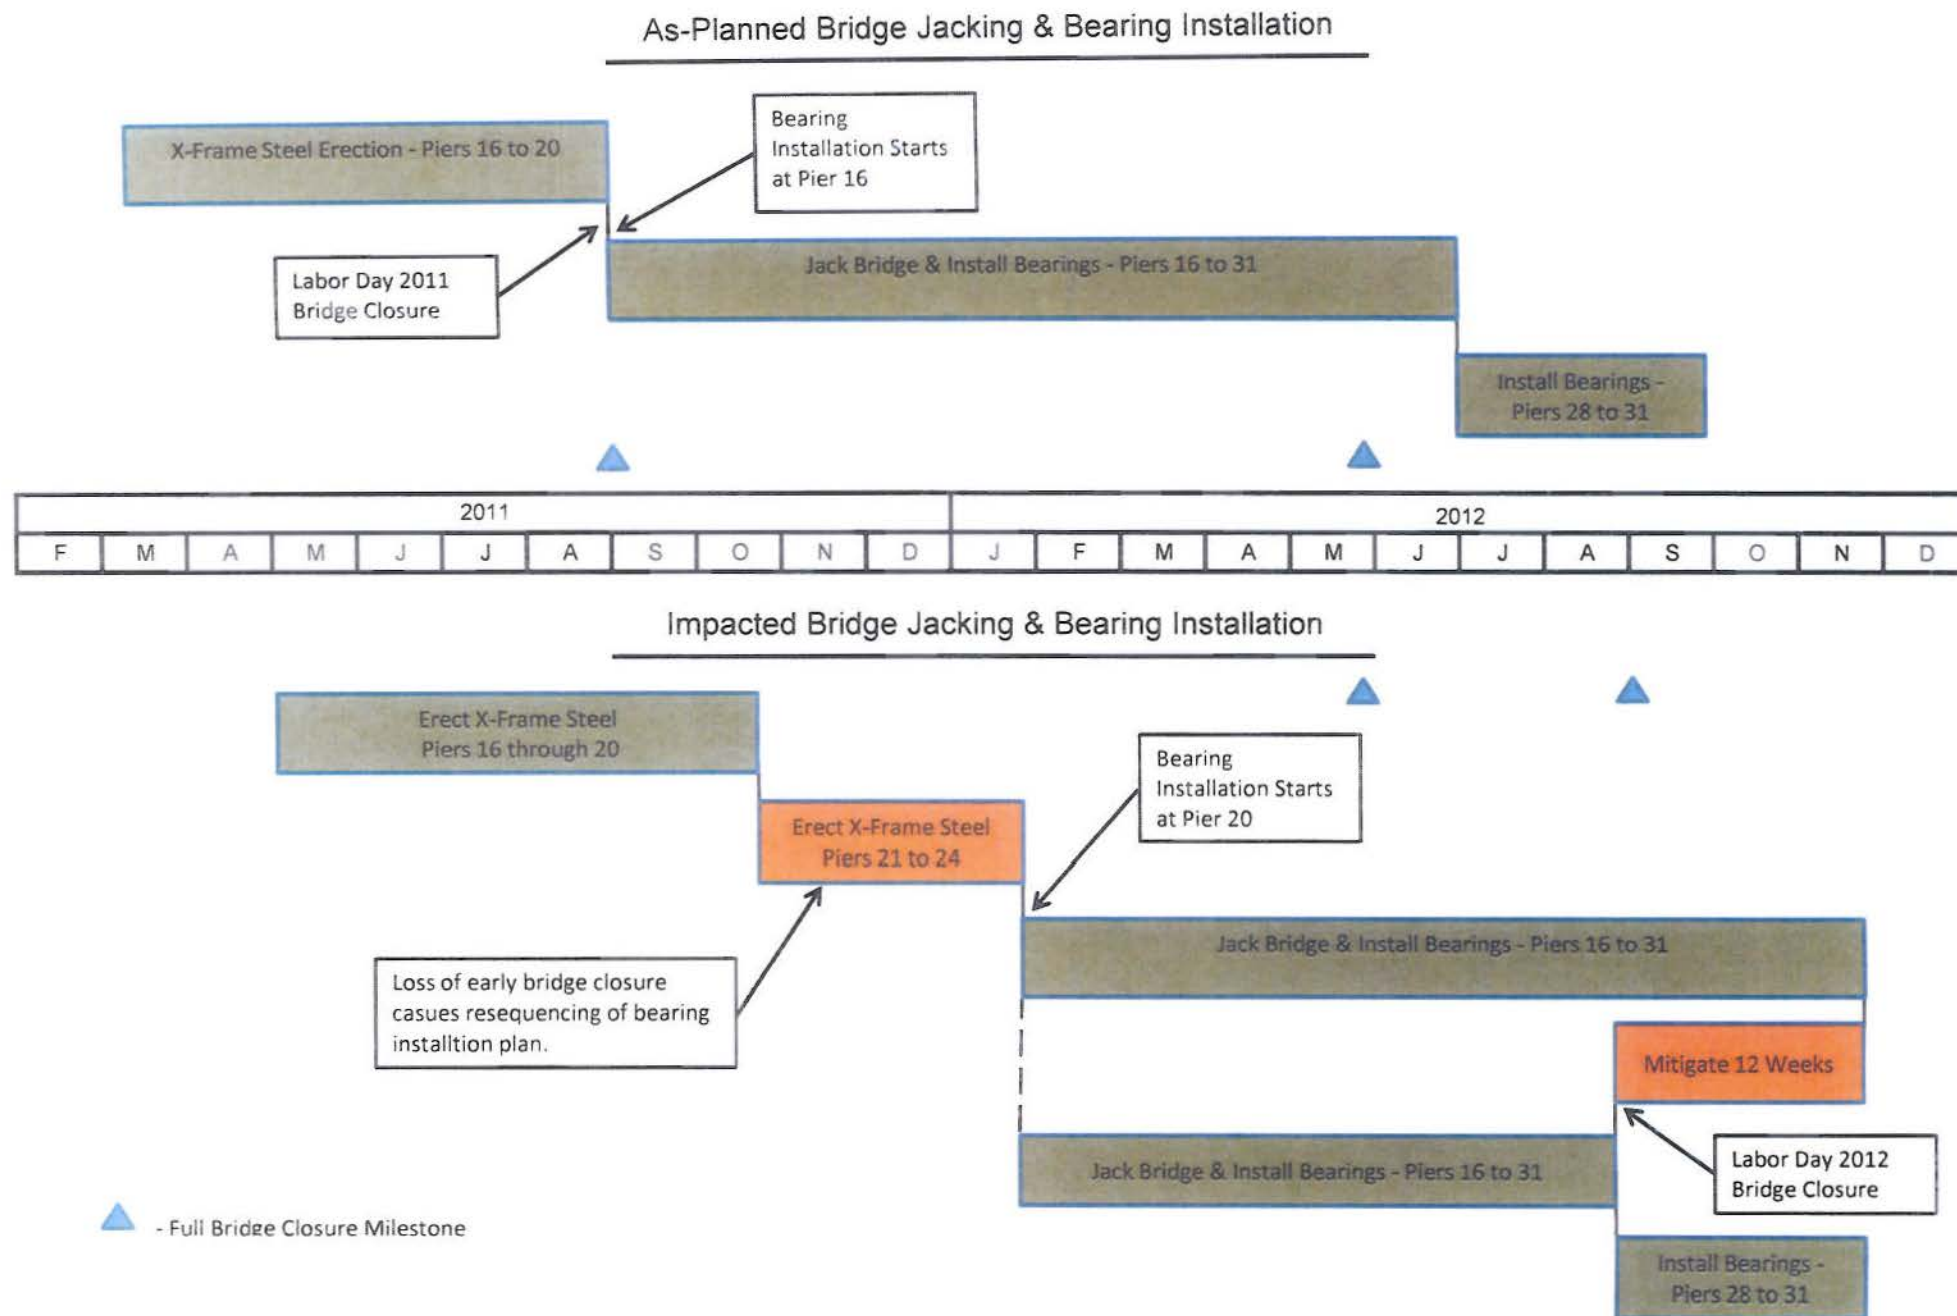 As-Planned Bridge Jacking & Bearing Installation
X-Frame Steel Erection - Piers 16 to 20
Bearing
Installation Starts
at Pier 16
Labor Day 2011
Bridge Closure
Jack Bridge & Install Bearings - Piers 16 to 31
Install Bearings -
Piers 28 to 31
2011 2012
F M A M J J A S O N D J F M A M J J A S O N D
Impacted Bridge Jacking & Bearing Installation
Erect X-Frame Steel
Piers 16 through 20
Erect X-Frame Steel
Piers 21 to 24
Bearing
Installation Starts
at Pier 20
Loss of early bridge closure
casues resequencing of bearing
installtion plan.
Jack Bridge & Install Bearings - Piers 16 to 31
Mitigate 12 Weeks
Jack Bridge & Install Bearings - Piers 16 to 31
Labor Day 2012
Bridge Closure
- Full Bridge Closure Milestone
Install Bearings -
Piers 28 to 31